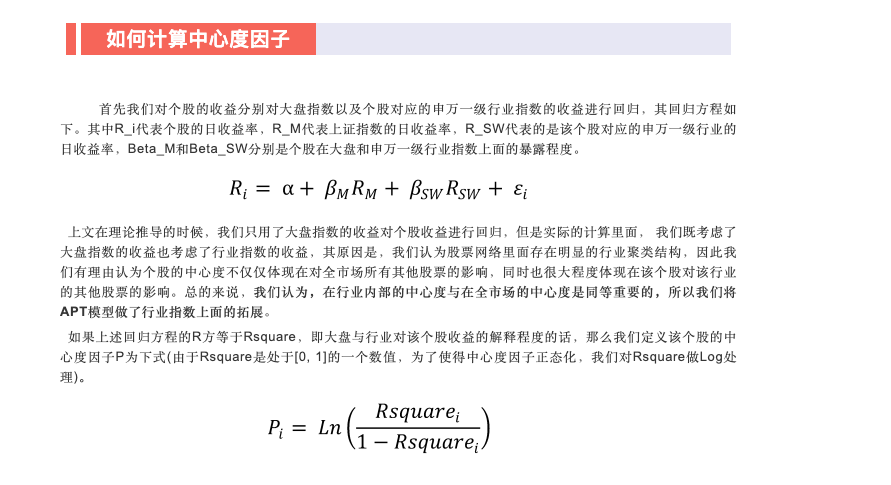 如何计算中心度因子
首先我们对个股的收益分别对大盘指数以及个股对应的申万一级行业指数的收益进行回归，其回归方程如
下。其中R_i代表个股的日收益率，R_M代表上证指数的日收益率，R_SW代表的是该个股对应的申万一级行业的
日收益率，Beta_M和Beta_SW分别是个股在大盘和申万一级行业指数上面的暴露程度。
R_i = α + β_M R_M + β_SW R_SW + ε_i
上文在理论推导的时候，我们只用了大盘指数的收益对个股收益进行回归，但是实际的计算里面， 我们既考虑了
大盘指数的收益也考虑了行业指数的收益，其原因是，我们认为股票网络里面存在明显的行业聚类结构，因此我
们有理由认为个股的中心度不仅仅体现在对全市场所有其他股票的影响，同时也很大程度体现在该个股对该行业
的其他股票的影响。总的来说，我们认为，在行业内部的中心度与在全市场的中心度是同等重要的，所以我们将
APT模型做了行业指数上面的拓展。
如果上述回归方程的R方等于Rsquare，即大盘与行业对该个股收益的解释程度的话，那么我们定义该个股的中
心度因子P为下式(由于Rsquare是处于[0, 1]的一个数值，为了使得中心度因子正态化，我们对Rsquare做Log处
理)。
P_i = Ln(Rsquare_i / (1 − Rsquare_i))